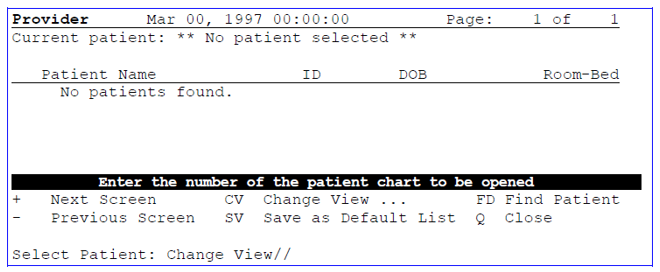 Provider Mar 00, 1997 00:00:00 Page: 1 of 1
Current patient: ** No patient selected **
Patient Name ID DOB Room-Bed
No patients found.
Enter the number of the patient chart to be opened
+ Next Screen CV Change View ... FD Find Patient
- Previous Screen SV Save as Default List Q Close
Select Patient: Change View//